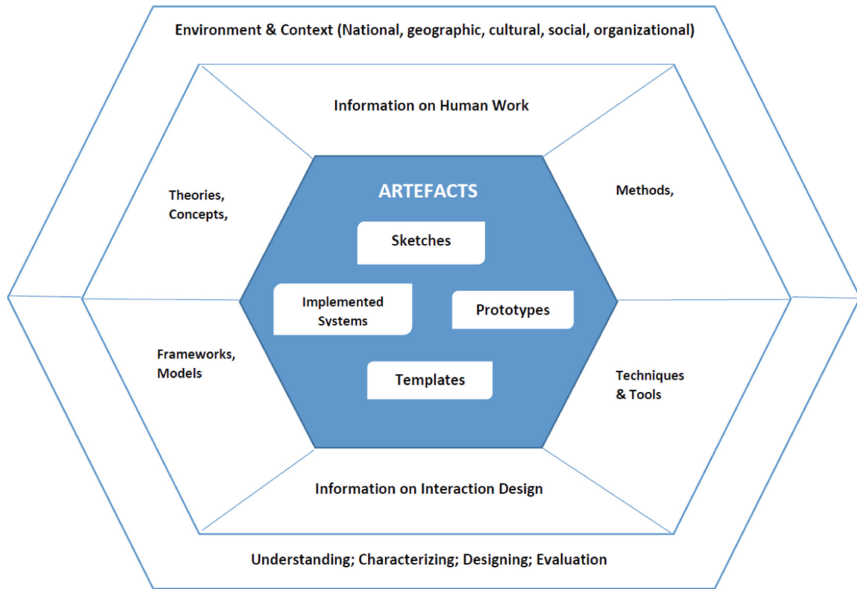 Environment & Context (National, geographic, cultural, social, organizational)
Information on Human Work
Theories,
Concepts,
ARTEFACTS
Methods,
Sketches
Implemented
Systems
Prototypes
Frameworks,
Models
Templates
Techniques
& Tools
Information on Interaction Design
Understanding; Characterizing; Designing; Evaluation